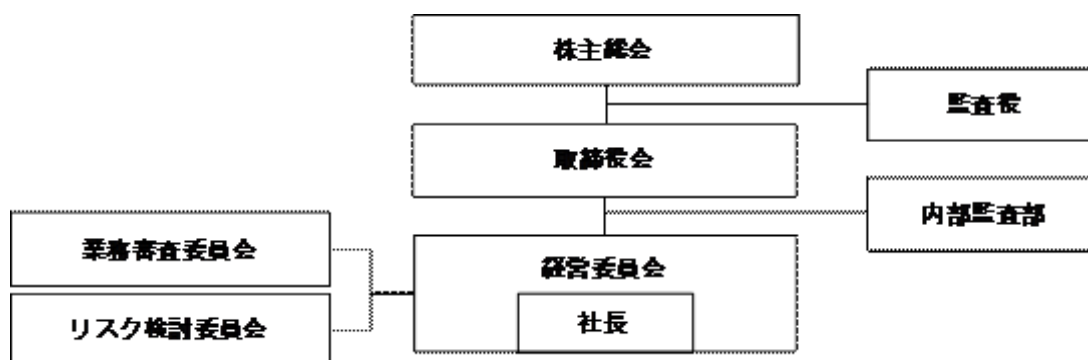 株主総会
監査役
取締役会
内部監査部
業務審査委員会
経営委員会
リスク検討委員会
社長